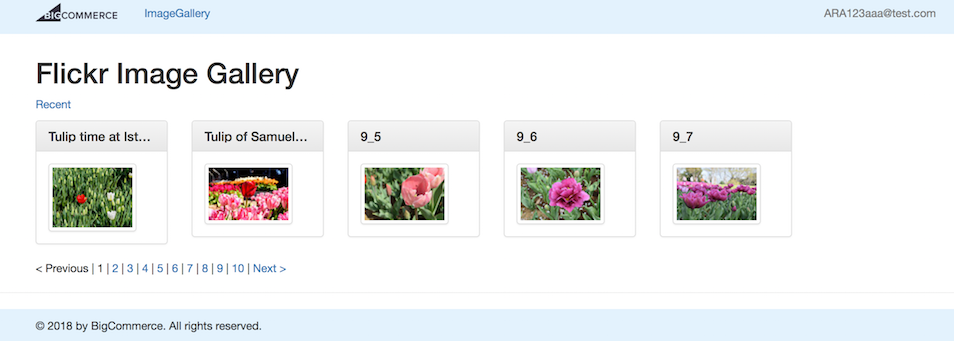 BIGCOMMERCE ImageGallery ARA123aaa@test.com
Flickr Image Gallery
Recent
Tulip time at Ist... Tulip of Samuel... 9_5 9_6 9_7
< Previous | 1 | 2 | 3 | 4 | 5 | 6 | 7 | 8 | 9 | 10 | Next >
© 2018 by BigCommerce. All rights reserved.